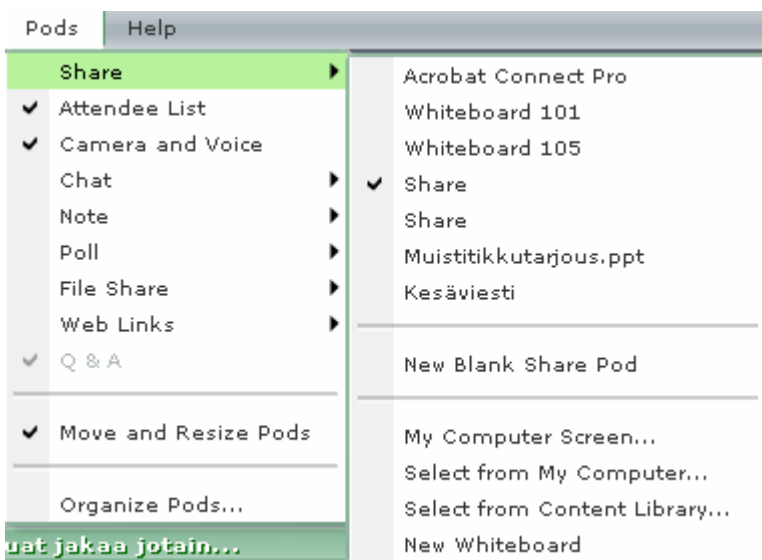 Pods Help
Share
Attendee List
Camera and Voice
Chat
Note
Poll
File Share
Web Links
Q & A
Move and Resize Pods
Organize Pods...
jakaa jotain...
Acrobat Connect Pro
Whiteboard 101
Whiteboard 105
Share
Share
Muistitikkutarjous.ppt
Kesäviesti
New Blank Share Pod
My Computer Screen...
Select from My Computer...
Select from Content Library...
New Whiteboard